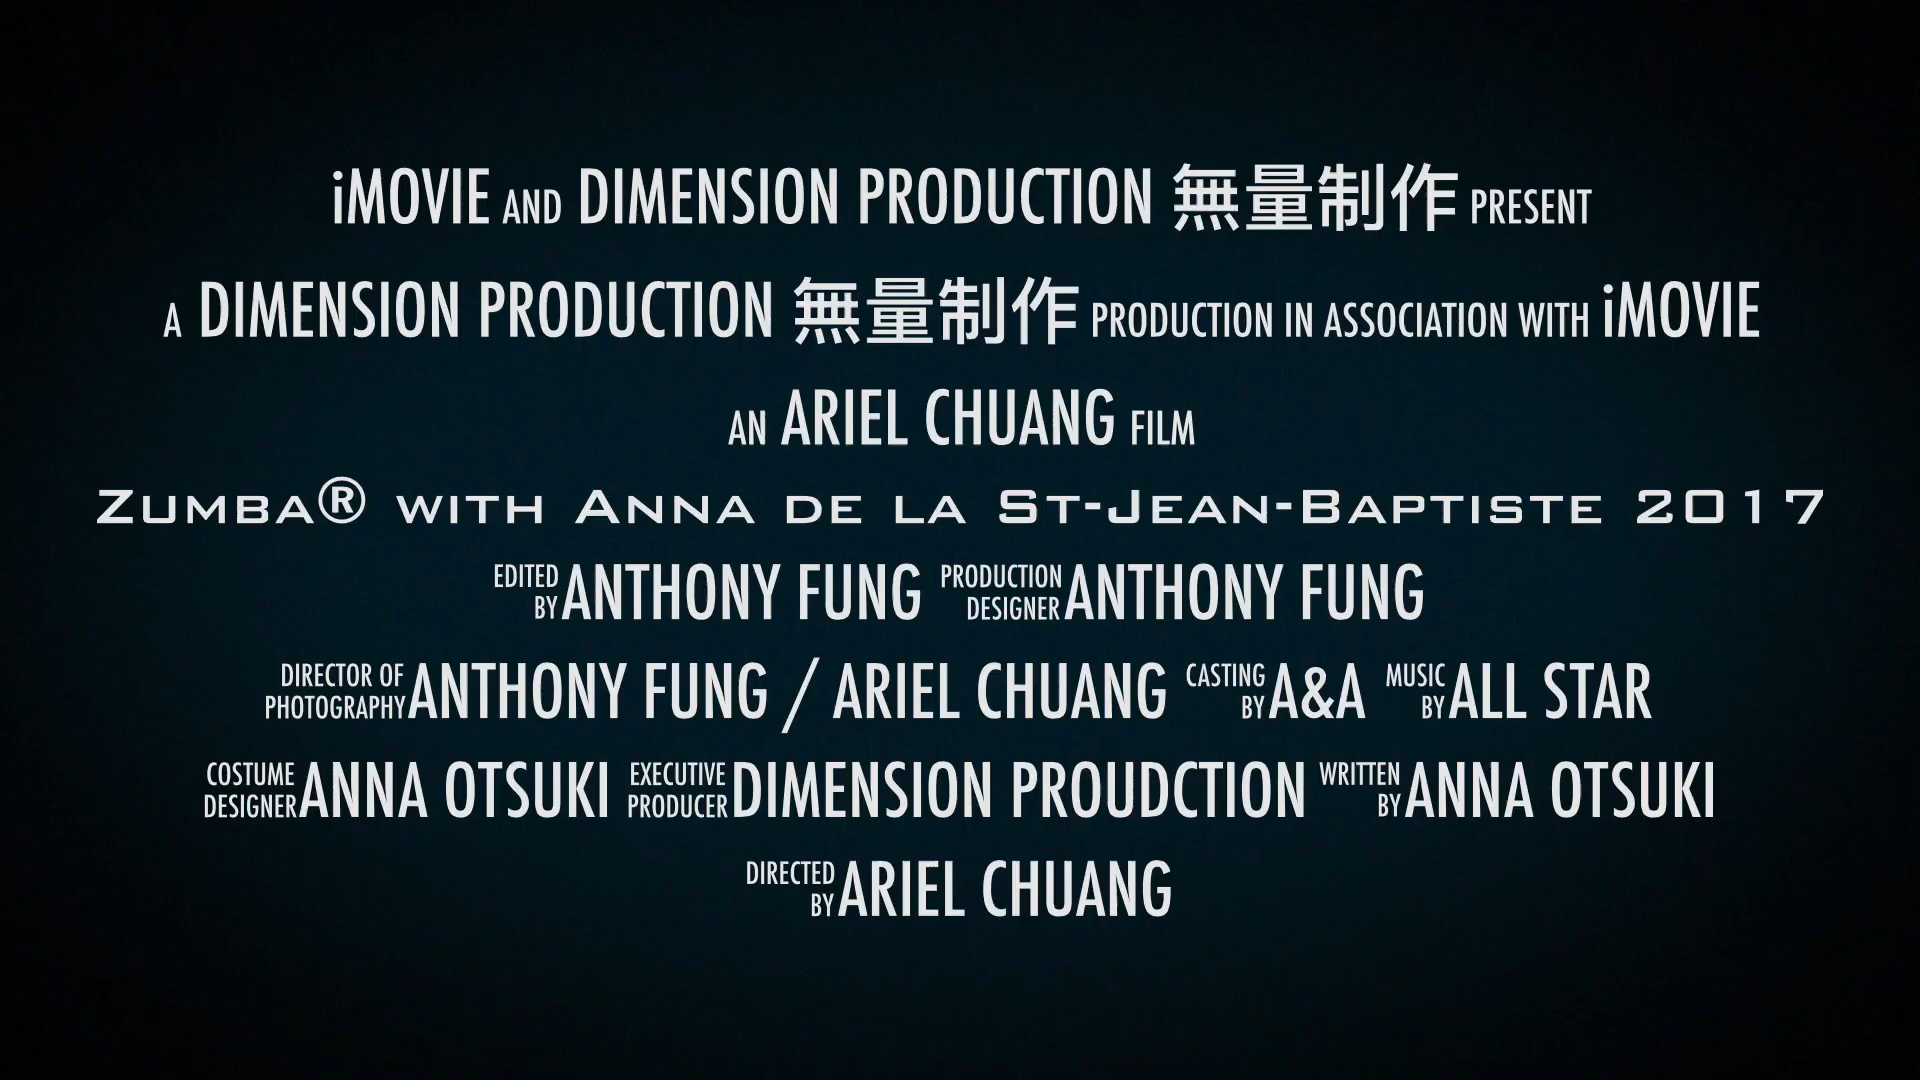 iMOVIE AND DIMENSION PRODUCTION 無量制作 PRESENT
A DIMENSION PRODUCTION 無量制作 PRODUCTION IN ASSOCIATION WITH iMOVIE
AN ARIEL CHUANG FILM
ZUMBA® WITH ANNA DE LA ST-JEAN-BAPTISTE 2017
EDITED BY ANTHONY FUNG PRODUCTION DESIGNER ANTHONY FUNG
DIRECTOR OF PHOTOGRAPHY ANTHONY FUNG / ARIEL CHUANG CASTING BY A&A MUSIC BY ALL STAR
COSTUME DESIGNER ANNA OTSUKI EXECUTIVE PRODUCER DIMENSION PROUDCTION WRITTEN BY ANNA OTSUKI
DIRECTED BY ARIEL CHUANG